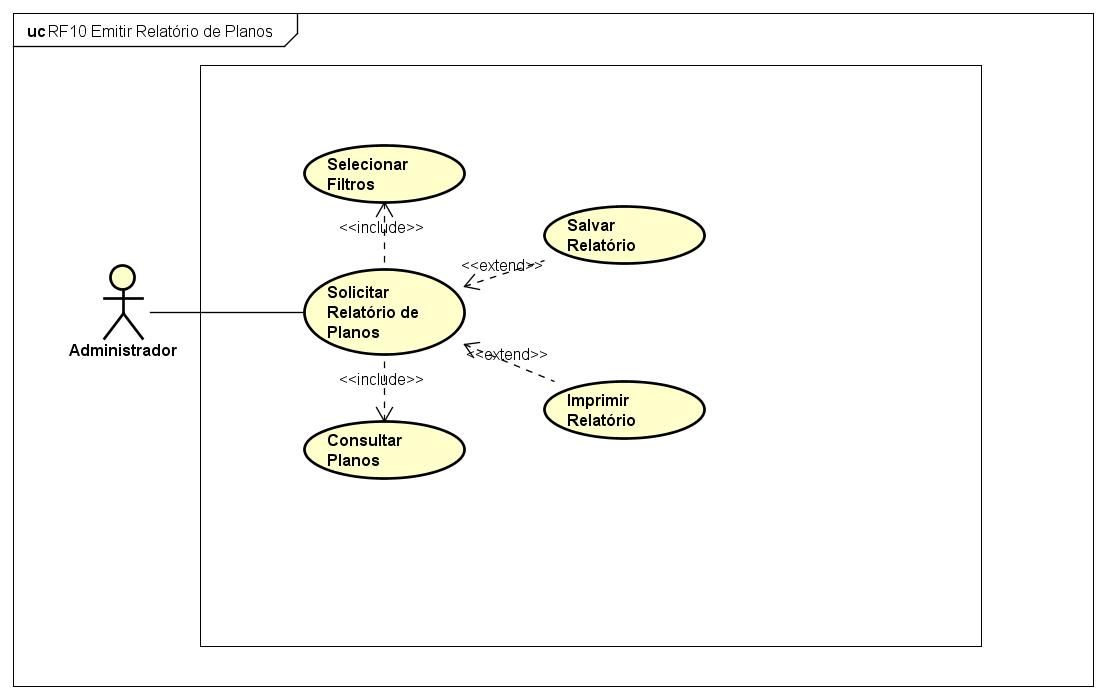 uc RF10 Emitir Relatório de Planos
Selecionar
Filtros
<<include>>
Salvar
Relatório
<<extend>>
Solicitar
Relatório de
Planos
Administrador
<<extend>>
<<include>>
Imprimir
Relatório
Consultar
Planos